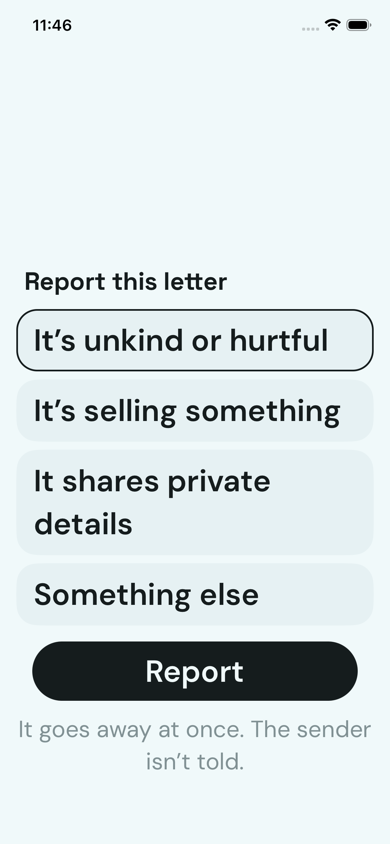 11:46
Report this letter
It’s unkind or hurtful
It’s selling something
It shares private
details
Something else
Report
It goes away at once. The sender
isn’t told.